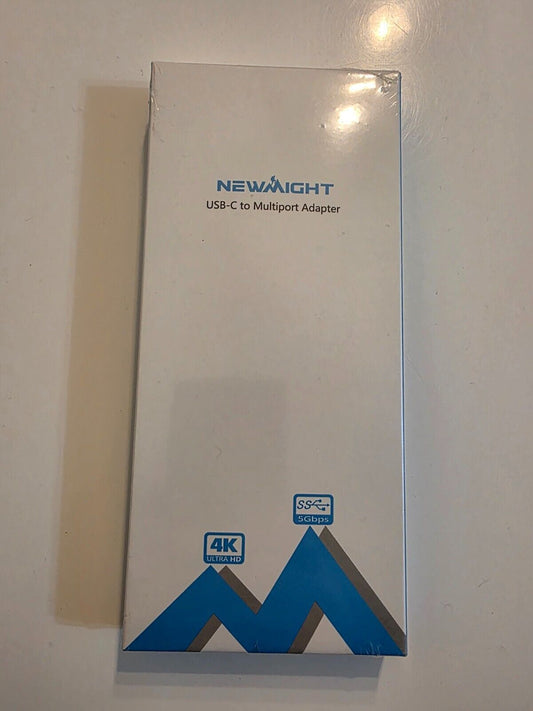 NEWMIGHT
USB-C to Multiport Adapter
SS
5Gbps
4K
ULTRA HD